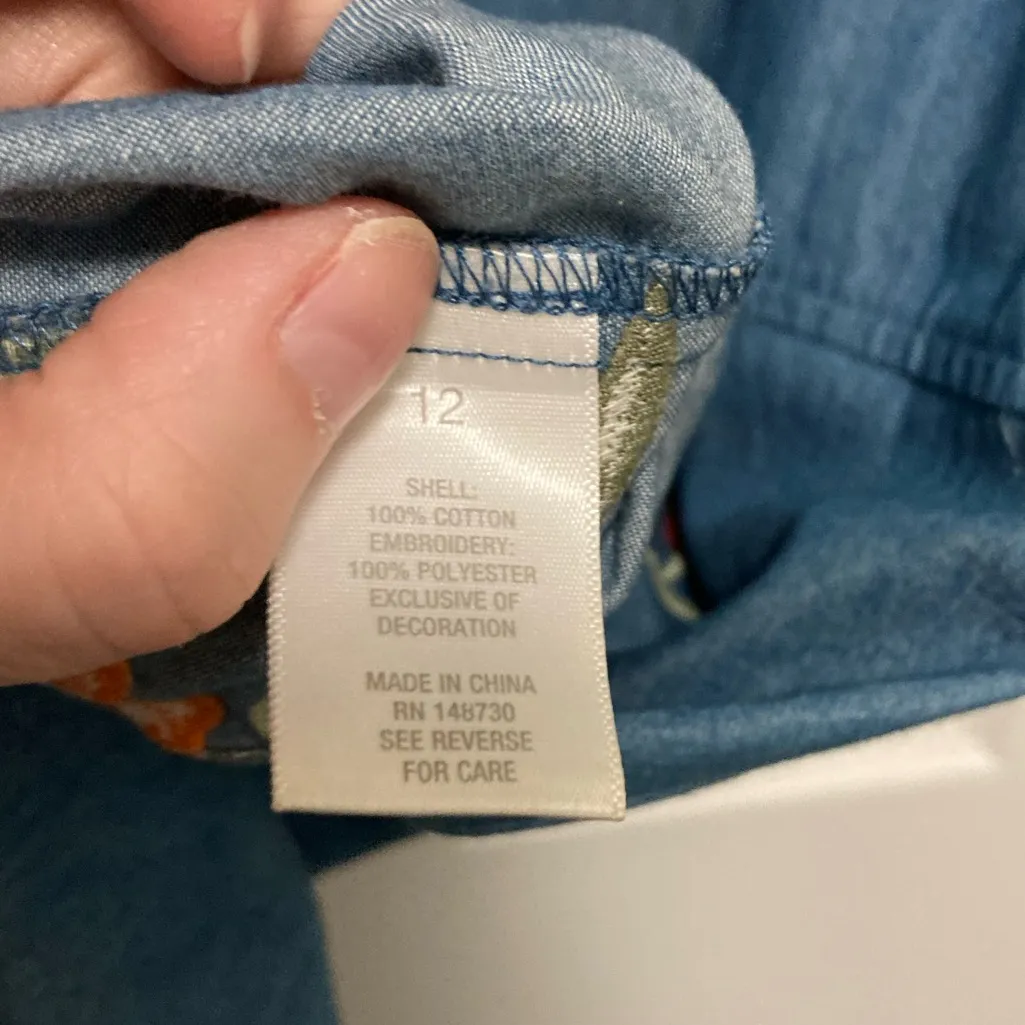 12
SHELL:
100% COTTON
EMBROIDERY:
100% POLYESTER
EXCLUSIVE OF
DECORATION
MADE IN CHINA
RN 148730
SEE REVERSE
FOR CARE